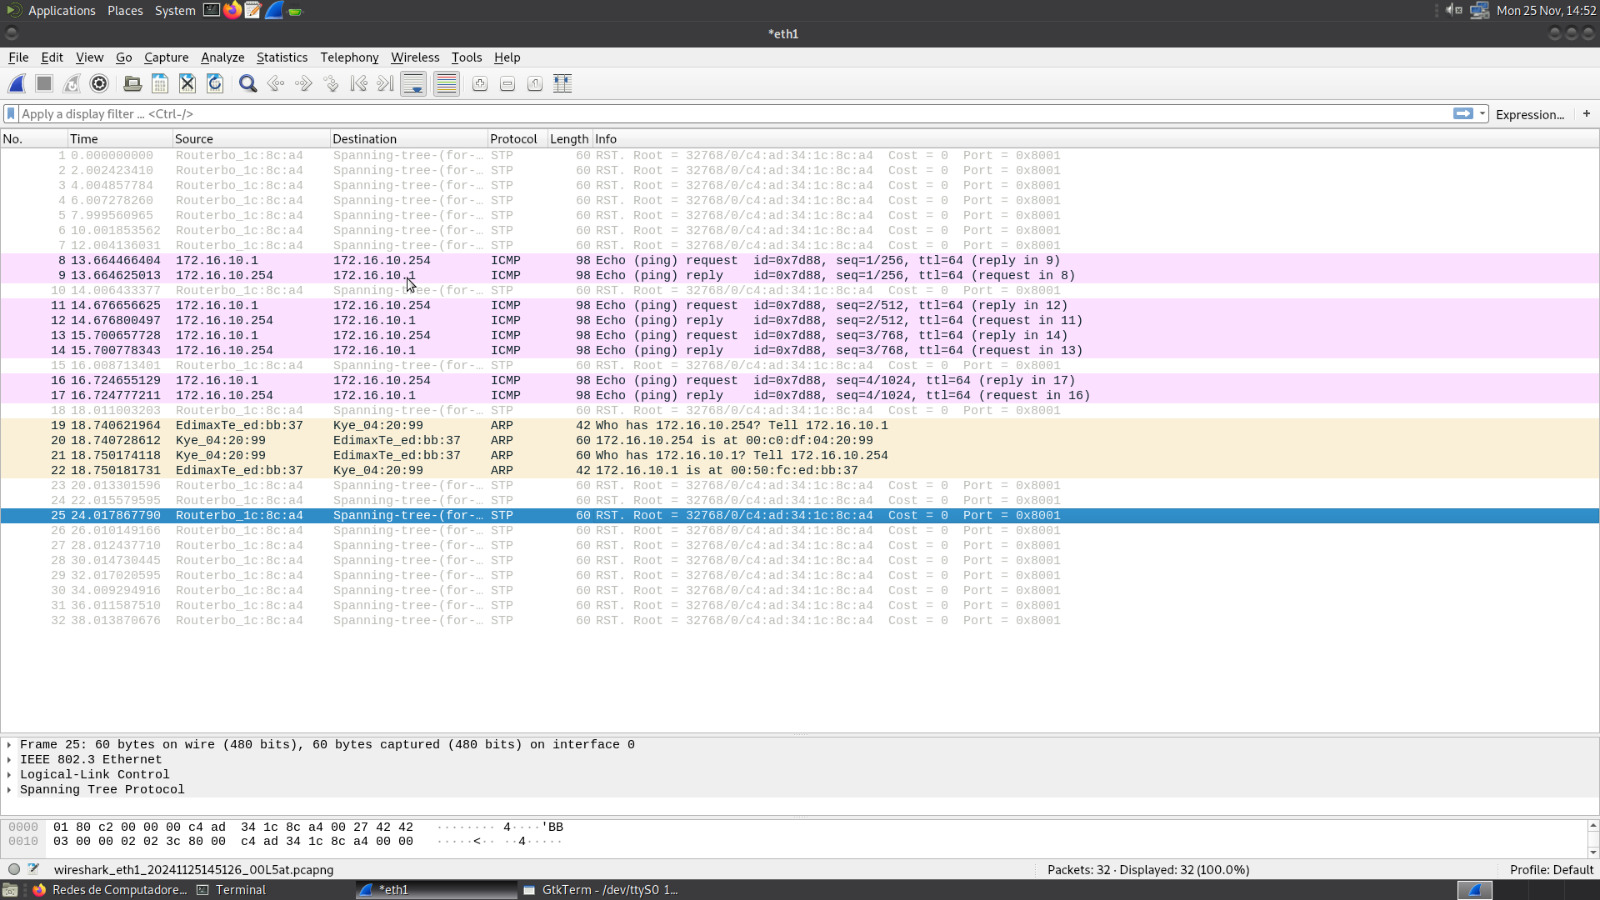 Applications Places System Mon 25 Nov, 14:52
*eth1
File Edit View Go Capture Analyze Statistics Telephony Wireless Tools Help
Apply a display filter ... <Ctrl-/> Expression... +
No. Time Source Destination Protocol Length Info
1 0.000000000 Routerbo_1c:8c:a4 Spanning-tree-(for-… STP 60 RST. Root = 32768/0/c4:ad:34:1c:8c:a4 Cost = 0 Port = 0x8001
2 2.002423410 Routerbo_1c:8c:a4 Spanning-tree-(for-… STP 60 RST. Root = 32768/0/c4:ad:34:1c:8c:a4 Cost = 0 Port = 0x8001
3 4.004857784 Routerbo_1c:8c:a4 Spanning-tree-(for-… STP 60 RST. Root = 32768/0/c4:ad:34:1c:8c:a4 Cost = 0 Port = 0x8001
4 6.007278260 Routerbo_1c:8c:a4 Spanning-tree-(for-… STP 60 RST. Root = 32768/0/c4:ad:34:1c:8c:a4 Cost = 0 Port = 0x8001
5 7.999560965 Routerbo_1c:8c:a4 Spanning-tree-(for-… STP 60 RST. Root = 32768/0/c4:ad:34:1c:8c:a4 Cost = 0 Port = 0x8001
6 10.001853562 Routerbo_1c:8c:a4 Spanning-tree-(for-… STP 60 RST. Root = 32768/0/c4:ad:34:1c:8c:a4 Cost = 0 Port = 0x8001
7 12.004136031 Routerbo_1c:8c:a4 Spanning-tree-(for-… STP 60 RST. Root = 32768/0/c4:ad:34:1c:8c:a4 Cost = 0 Port = 0x8001
8 13.664466404 172.16.10.1 172.16.10.254 ICMP 98 Echo (ping) request id=0x7d88, seq=1/256, ttl=64 (reply in 9)
9 13.664625013 172.16.10.254 172.16.10.1 ICMP 98 Echo (ping) reply id=0x7d88, seq=1/256, ttl=64 (request in 8)
10 14.006433377 Routerbo_1c:8c:a4 Spanning-tree-(for-… STP 60 RST. Root = 32768/0/c4:ad:34:1c:8c:a4 Cost = 0 Port = 0x8001
11 14.676656625 172.16.10.1 172.16.10.254 ICMP 98 Echo (ping) request id=0x7d88, seq=2/512, ttl=64 (reply in 12)
12 14.676800497 172.16.10.254 172.16.10.1 ICMP 98 Echo (ping) reply id=0x7d88, seq=2/512, ttl=64 (request in 11)
13 15.700657728 172.16.10.1 172.16.10.254 ICMP 98 Echo (ping) request id=0x7d88, seq=3/768, ttl=64 (reply in 14)
14 15.700778343 172.16.10.254 172.16.10.1 ICMP 98 Echo (ping) reply id=0x7d88, seq=3/768, ttl=64 (request in 13)
15 16.008713401 Routerbo_1c:8c:a4 Spanning-tree-(for-… STP 60 RST. Root = 32768/0/c4:ad:34:1c:8c:a4 Cost = 0 Port = 0x8001
16 16.724655129 172.16.10.1 172.16.10.254 ICMP 98 Echo (ping) request id=0x7d88, seq=4/1024, ttl=64 (reply in 17)
17 16.724777211 172.16.10.254 172.16.10.1 ICMP 98 Echo (ping) reply id=0x7d88, seq=4/1024, ttl=64 (request in 16)
18 18.011003203 Routerbo_1c:8c:a4 Spanning-tree-(for-… STP 60 RST. Root = 32768/0/c4:ad:34:1c:8c:a4 Cost = 0 Port = 0x8001
19 18.740621964 EdimaxTe_ed:bb:37 Kye_04:20:99 ARP 42 Who has 172.16.10.254? Tell 172.16.10.1
20 18.740728612 Kye_04:20:99 EdimaxTe_ed:bb:37 ARP 60 172.16.10.254 is at 00:c0:df:04:20:99
21 18.750174118 Kye_04:20:99 EdimaxTe_ed:bb:37 ARP 60 Who has 172.16.10.1? Tell 172.16.10.254
22 18.750181731 EdimaxTe_ed:bb:37 Kye_04:20:99 ARP 42 172.16.10.1 is at 00:50:fc:ed:bb:37
23 20.013301596 Routerbo_1c:8c:a4 Spanning-tree-(for-… STP 60 RST. Root = 32768/0/c4:ad:34:1c:8c:a4 Cost = 0 Port = 0x8001
24 22.015579595 Routerbo_1c:8c:a4 Spanning-tree-(for-… STP 60 RST. Root = 32768/0/c4:ad:34:1c:8c:a4 Cost = 0 Port = 0x8001
25 24.017867790 Routerbo_1c:8c:a4 Spanning-tree-(for-… STP 60 RST. Root = 32768/0/c4:ad:34:1c:8c:a4 Cost = 0 Port = 0x8001
26 26.010149166 Routerbo_1c:8c:a4 Spanning-tree-(for-… STP 60 RST. Root = 32768/0/c4:ad:34:1c:8c:a4 Cost = 0 Port = 0x8001
27 28.012437710 Routerbo_1c:8c:a4 Spanning-tree-(for-… STP 60 RST. Root = 32768/0/c4:ad:34:1c:8c:a4 Cost = 0 Port = 0x8001
28 30.014730445 Routerbo_1c:8c:a4 Spanning-tree-(for-… STP 60 RST. Root = 32768/0/c4:ad:34:1c:8c:a4 Cost = 0 Port = 0x8001
29 32.017020595 Routerbo_1c:8c:a4 Spanning-tree-(for-… STP 60 RST. Root = 32768/0/c4:ad:34:1c:8c:a4 Cost = 0 Port = 0x8001
30 34.009294916 Routerbo_1c:8c:a4 Spanning-tree-(for-… STP 60 RST. Root = 32768/0/c4:ad:34:1c:8c:a4 Cost = 0 Port = 0x8001
31 36.011587510 Routerbo_1c:8c:a4 Spanning-tree-(for-… STP 60 RST. Root = 32768/0/c4:ad:34:1c:8c:a4 Cost = 0 Port = 0x8001
32 38.013870676 Routerbo_1c:8c:a4 Spanning-tree-(for-… STP 60 RST. Root = 32768/0/c4:ad:34:1c:8c:a4 Cost = 0 Port = 0x8001
Frame 25: 60 bytes on wire (480 bits), 60 bytes captured (480 bits) on interface 0
IEEE 802.3 Ethernet
Logical-Link Control
Spanning Tree Protocol
0000 01 80 c2 00 00 00 c4 ad 34 1c 8c a4 00 27 42 42 ········ 4····'BB
0010 03 00 00 02 02 3c 80 00 c4 ad 34 1c 8c a4 00 00 ·····<·· ··4·····
wireshark_eth1_20241125145126_00L5at.pcapng Packets: 32 · Displayed: 32 (100.0%) Profile: Default
Redes de Computadore... Terminal *eth1 GtkTerm - /dev/ttyS0 1...